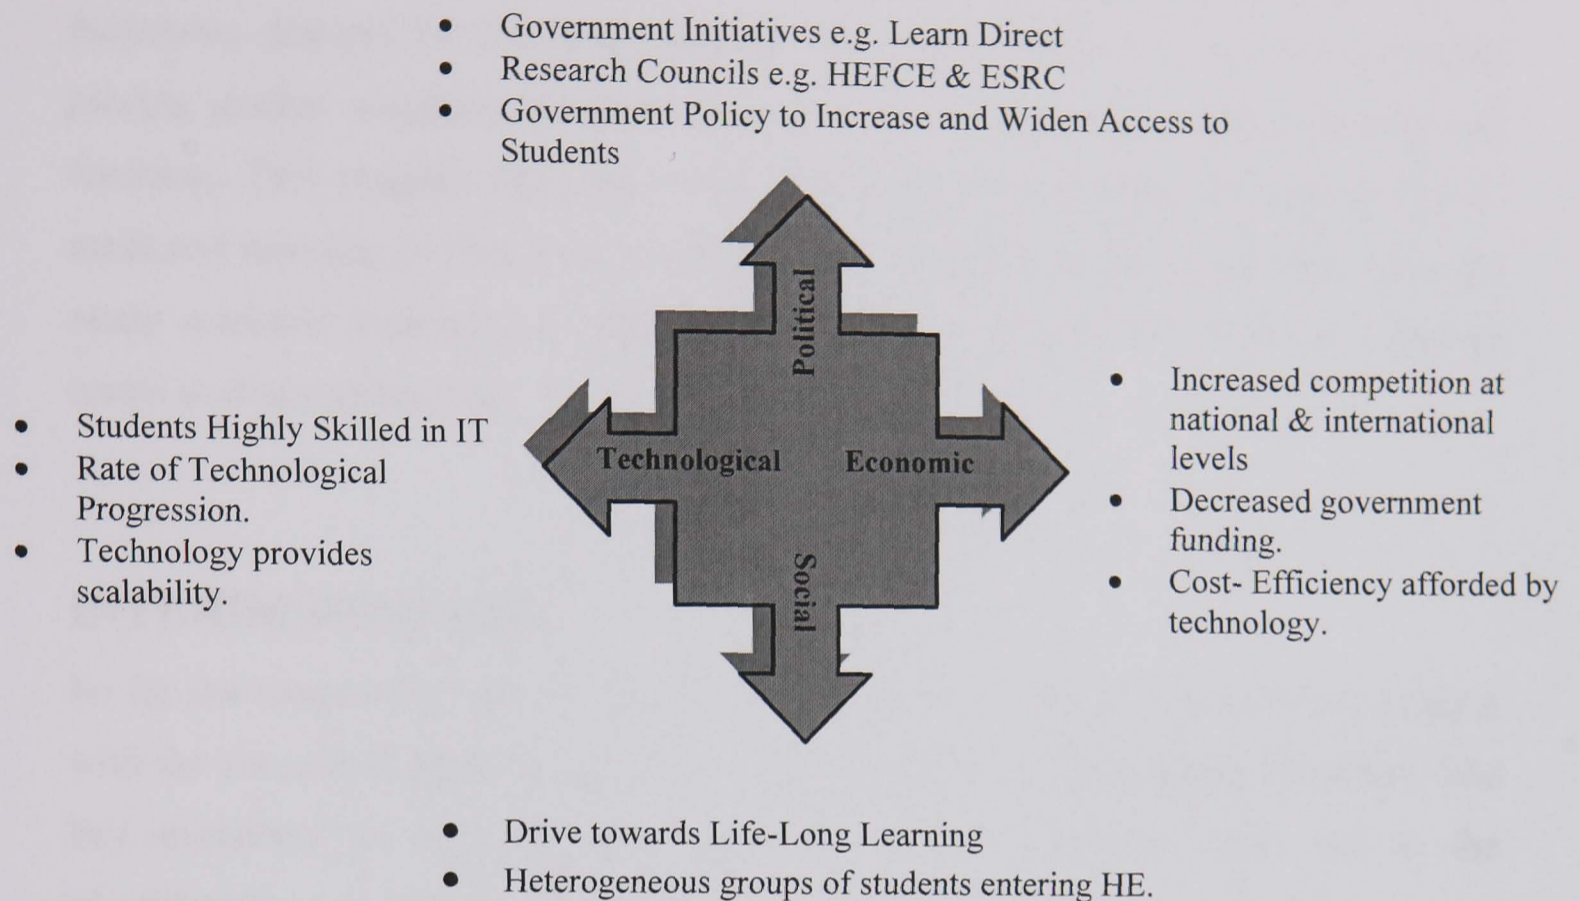 • Government Initiatives e.g. Learn Direct
• Research Councils e.g. HEFCE & ESRC
• Government Policy to Increase and Widen Access to
Students
Political
• Students Highly Skilled in IT
• Rate of Technological
Progression.
• Technology provides
scalability.
Technological
Economic
• Increased competition at
national & international
levels
• Decreased government
funding.
• Cost- Efficiency afforded by
technology.
Social
• Drive towards Life-Long Learning
• Heterogeneous groups of students entering HE.